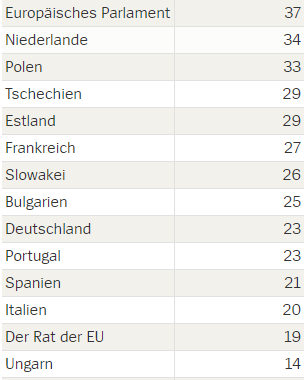 Europäisches Parlament 37
Niederlande 34
Polen 33
Tschechien 29
Estland 29
Frankreich 27
Slowakei 26
Bulgarien 25
Deutschland 23
Portugal 23
Spanien 21
Italien 20
Der Rat der EU 19
Ungarn 14